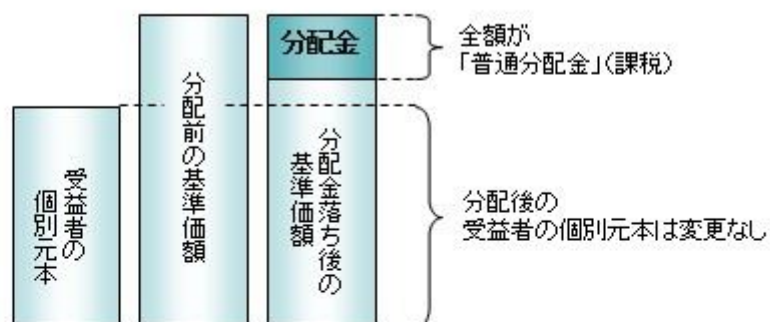 受益者の
個別元本
分配前の基準価額
分配金
分配金落ち後の
基準価額
全額が
「普通分配金」(課税)
分配後の
受益者の個別元本は変更なし